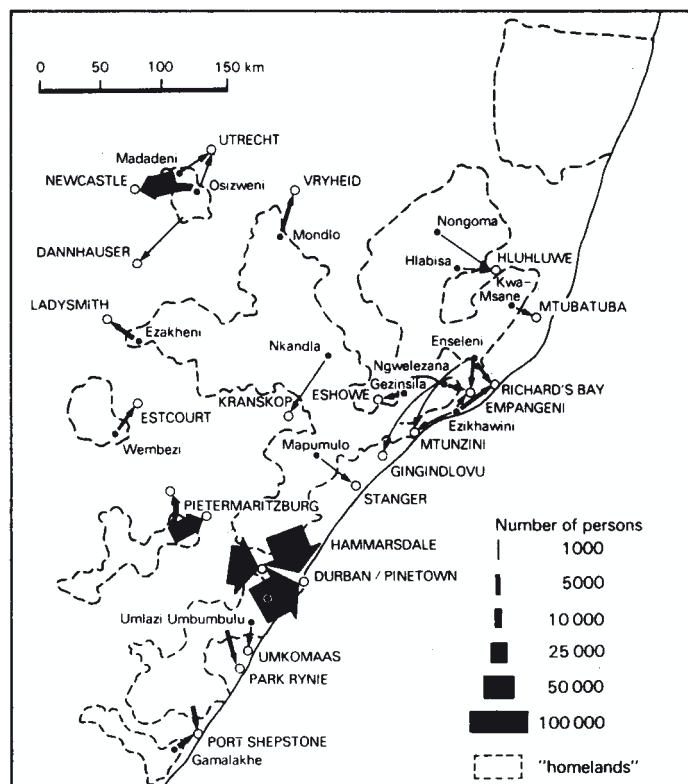 0 50 100 150 km
UTRECHT
Madadeni
NEWCASTLE
Osizweni
VRYHEID
Mondlo
Nongoma
DANNHAUSER
Hlabisa
HLUHLUWE
Kwa-
Msane
MTUBATUBA
LADYSMITH
Ezakheni
Enseleni
Nkandla
Ngwelezana
Gezinsila
RICHARD'S BAY
KRANSKOP
ESHOWE
EMPANGENI
ESTCOURT
Ezikhawini
Wembezi
Mapumulo
MTUNZINI
GINGINDLOVU
STANGER
PIETERMARITZBURG
Number of persons
HAMMARSDALE
1000
DURBAN / PINETOWN
5000
10 000
Umlazi Umbumbulu
25 000
UMKOMAAS
PARK RYNIE
50 000
100 000
PORT SHEPSTONE
Gamalakhe
"homelands"